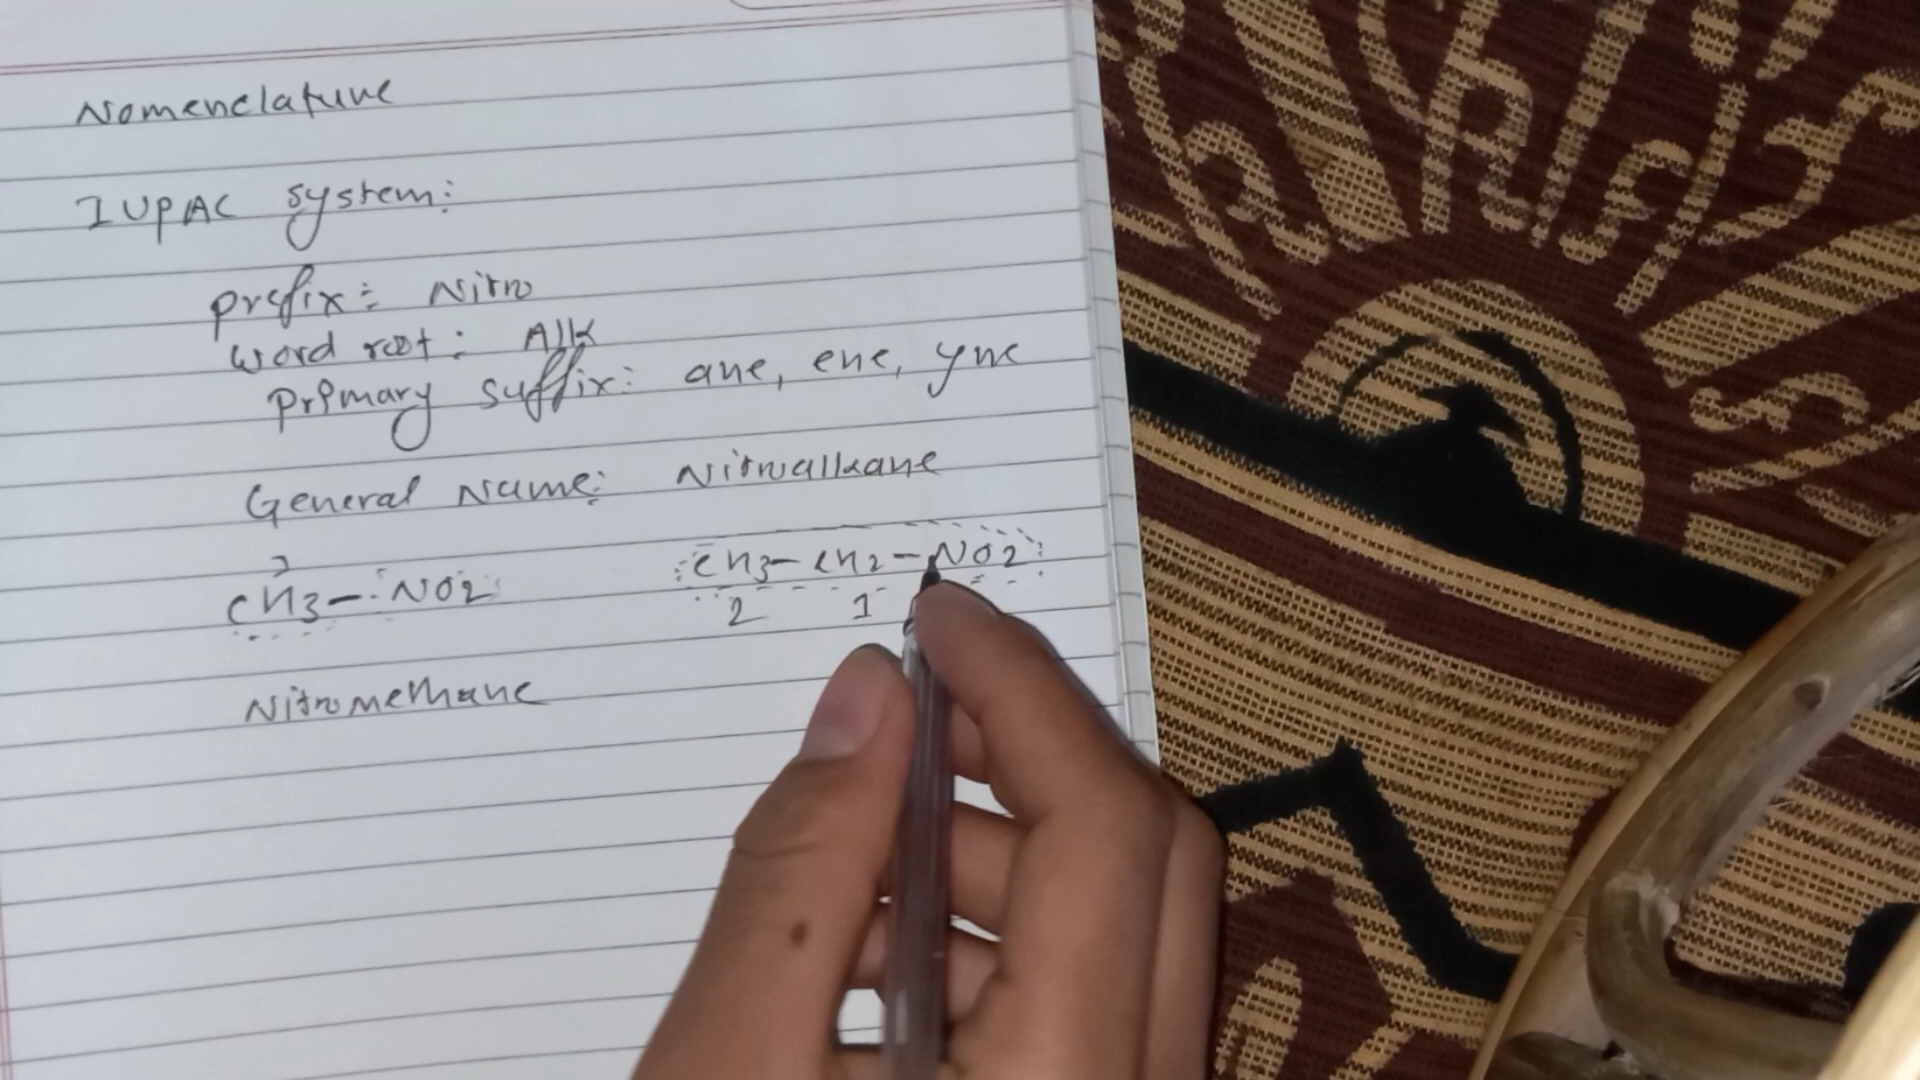 Nomenclature
IUPAC system:
prefix: Nitro
word root: Alk
Primary suffix: ane, ene, yne
General Name: Nitroalkane
CH3-NO2 CH3-CH2-NO2
2 1
Nitromethane